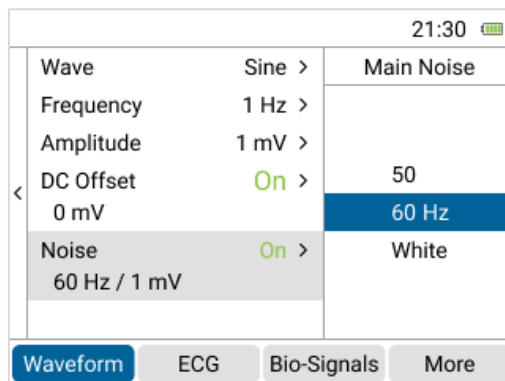 21:30
Wave Sine >
Frequency 1 Hz >
Amplitude 1 mV >
DC Offset On >
0 mV
Noise On >
60 Hz / 1 mV
<
Main Noise
50
60 Hz
White
Waveform ECG Bio-Signals More